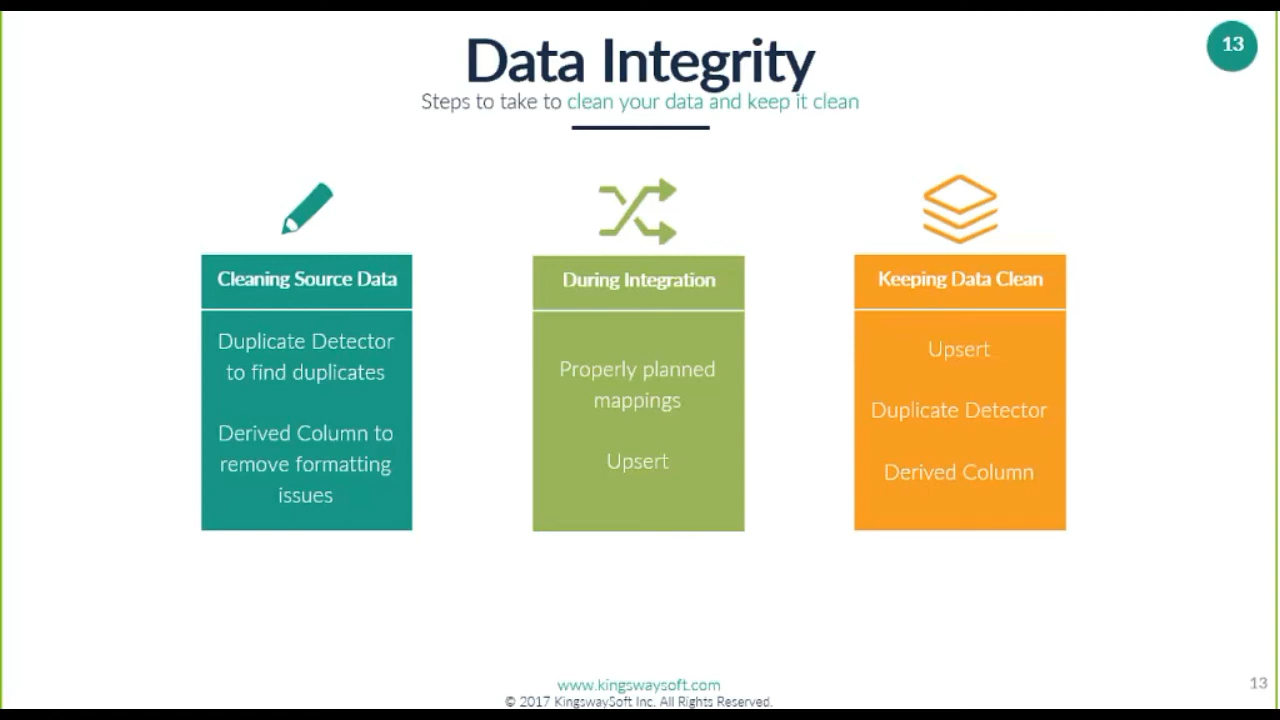 13
Data Integrity
Steps to take to clean your data and keep it clean
Cleaning Source Data
Duplicate Detector
to find duplicates
Derived Column to
remove formatting
issues
During Integration
Properly planned
mappings
Upsert
Keeping Data Clean
Upsert
Duplicate Detector
Derived Column
www.kingswaysoft.com
© 2017 KingswaySoft Inc. All Rights Reserved.
13